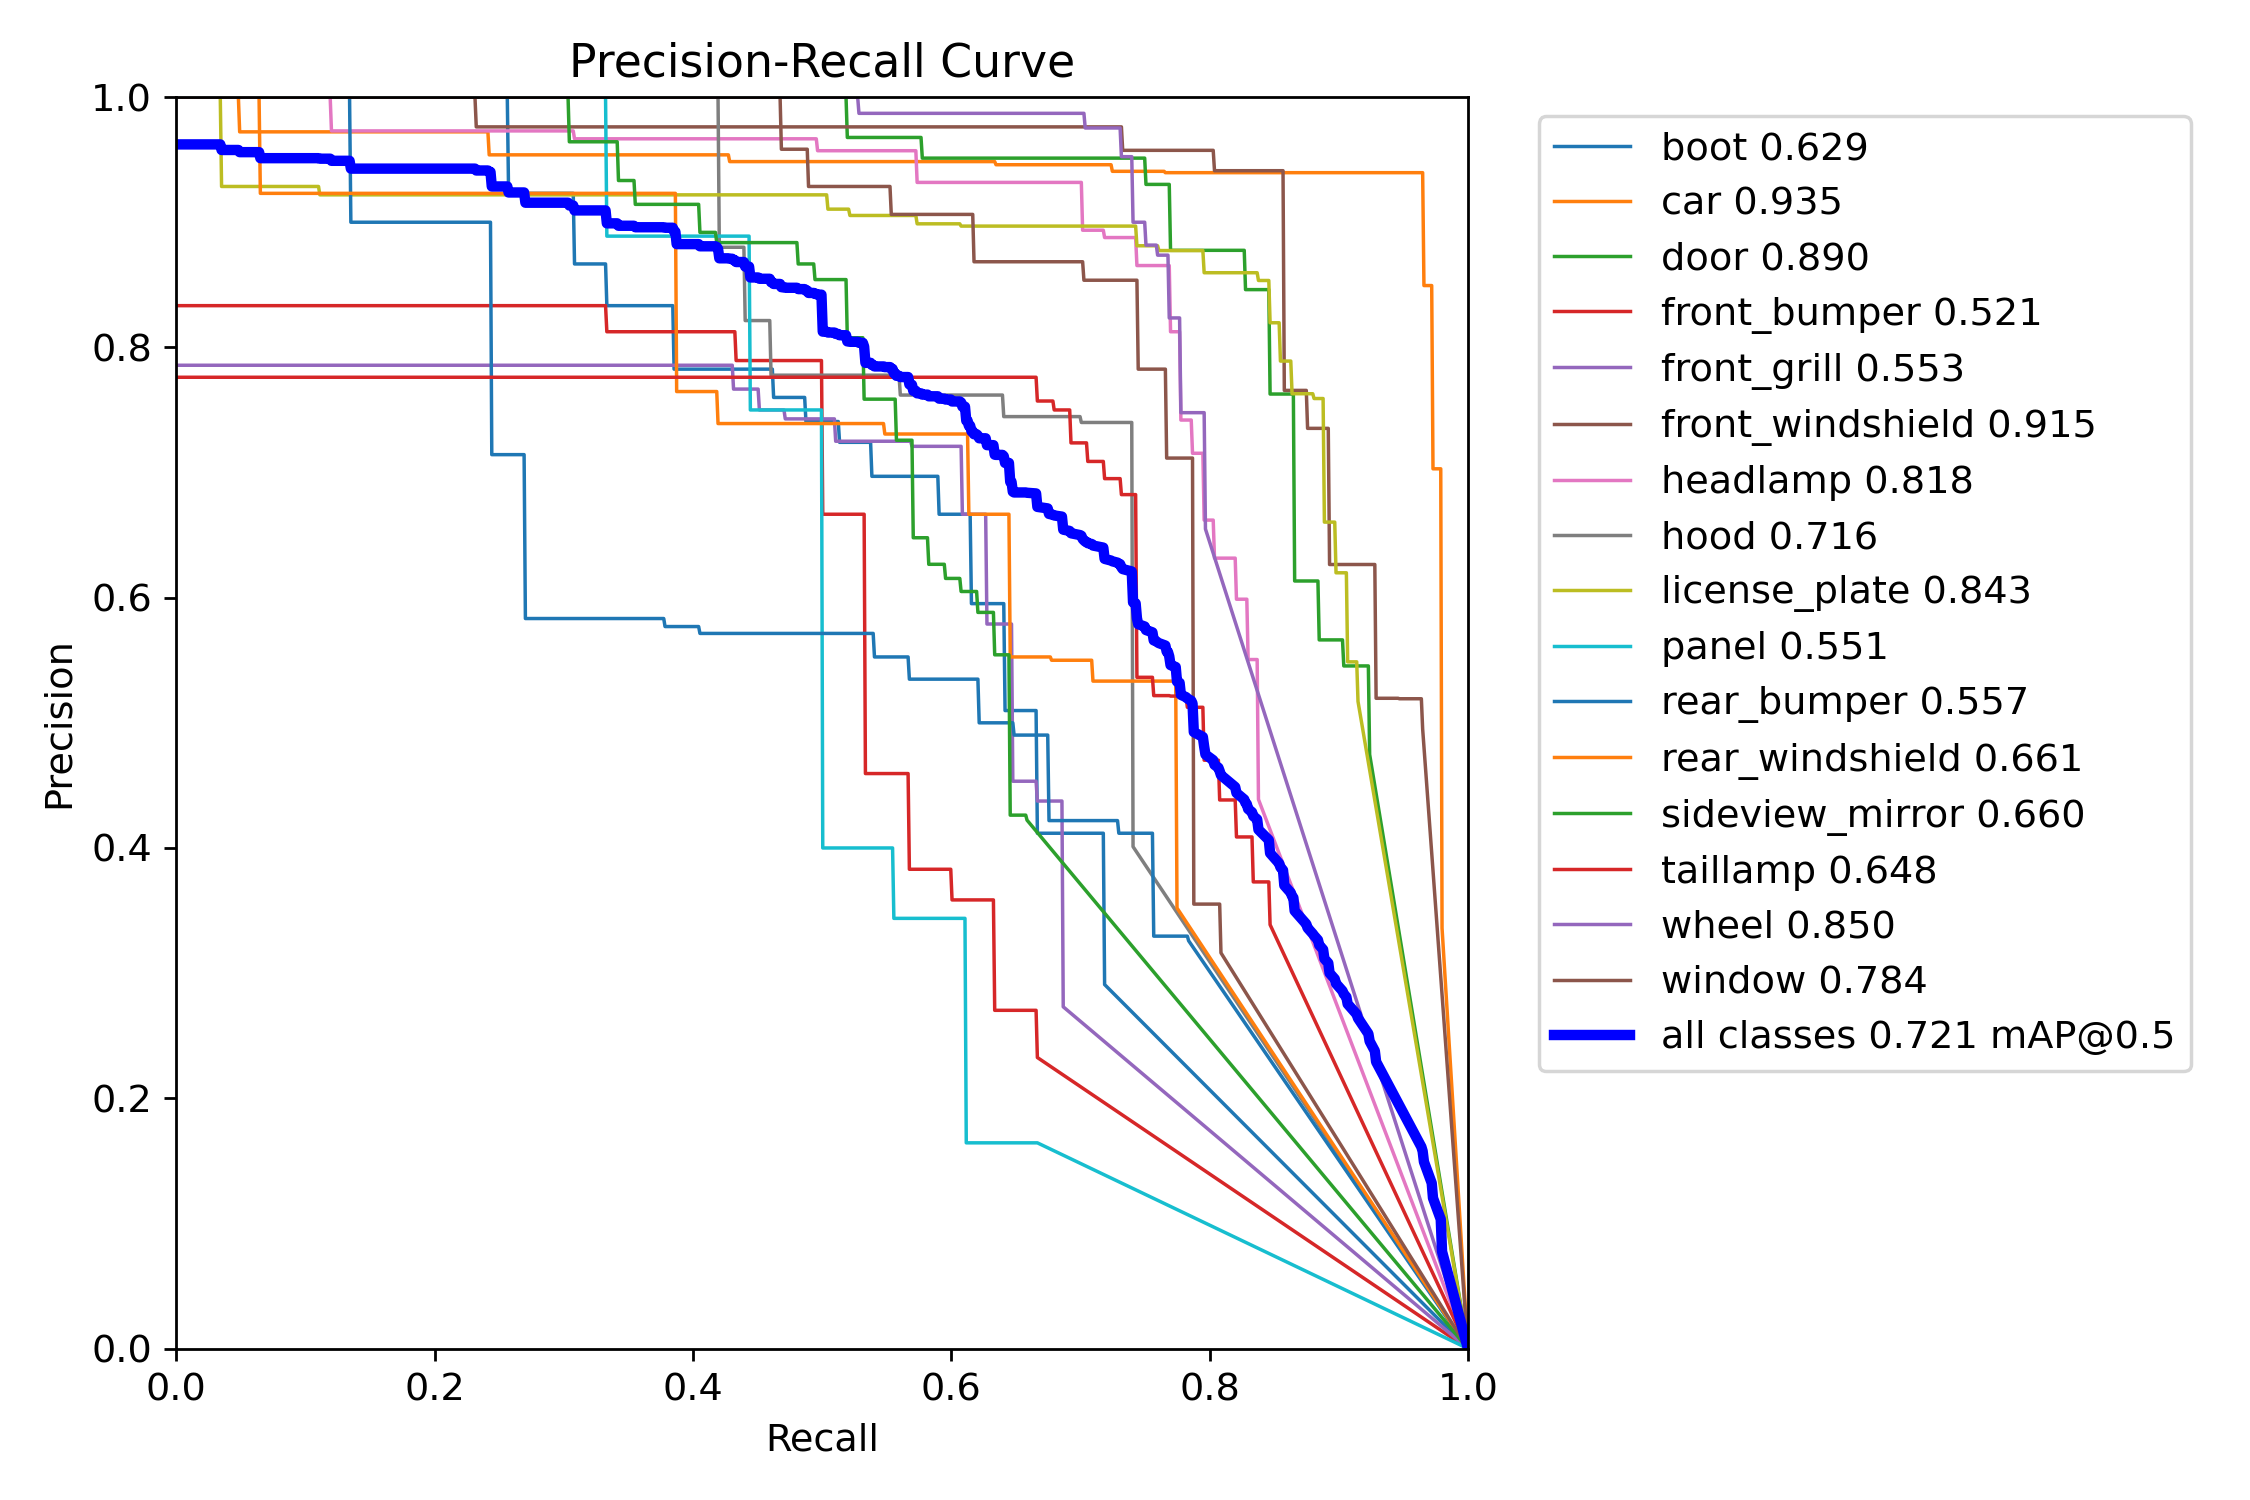 Precision-Recall Curve
1.0
0.8
0.6
0.4
0.2
0.0
Precision
0.0 0.2 0.4 0.6 0.8 1.0
Recall
boot 0.629
car 0.935
door 0.890
front_bumper 0.521
front_grill 0.553
front_windshield 0.915
headlamp 0.818
hood 0.716
license_plate 0.843
panel 0.551
rear_bumper 0.557
rear_windshield 0.661
sideview_mirror 0.660
taillamp 0.648
wheel 0.850
window 0.784
all classes 0.721 mAP@0.5